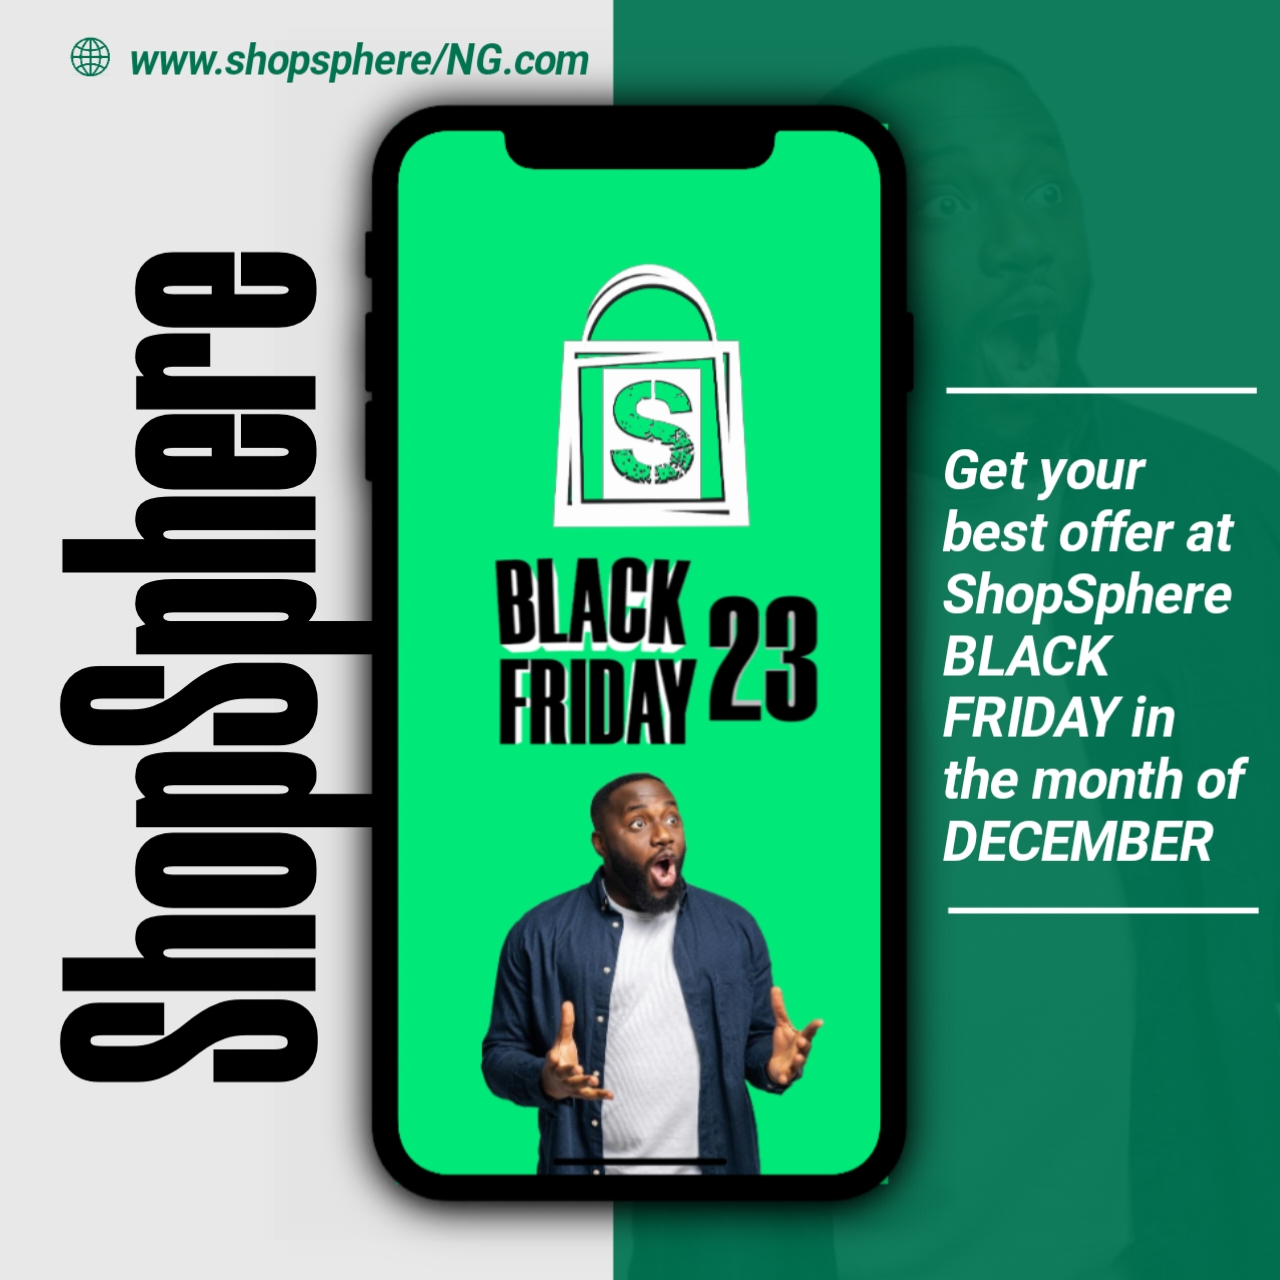 www.shopsphere/NG.com
ShopSphere
S
BLACK
FRIDAY
23
Get your
best offer at
ShopSphere
BLACK
FRIDAY in
the month of
DECEMBER